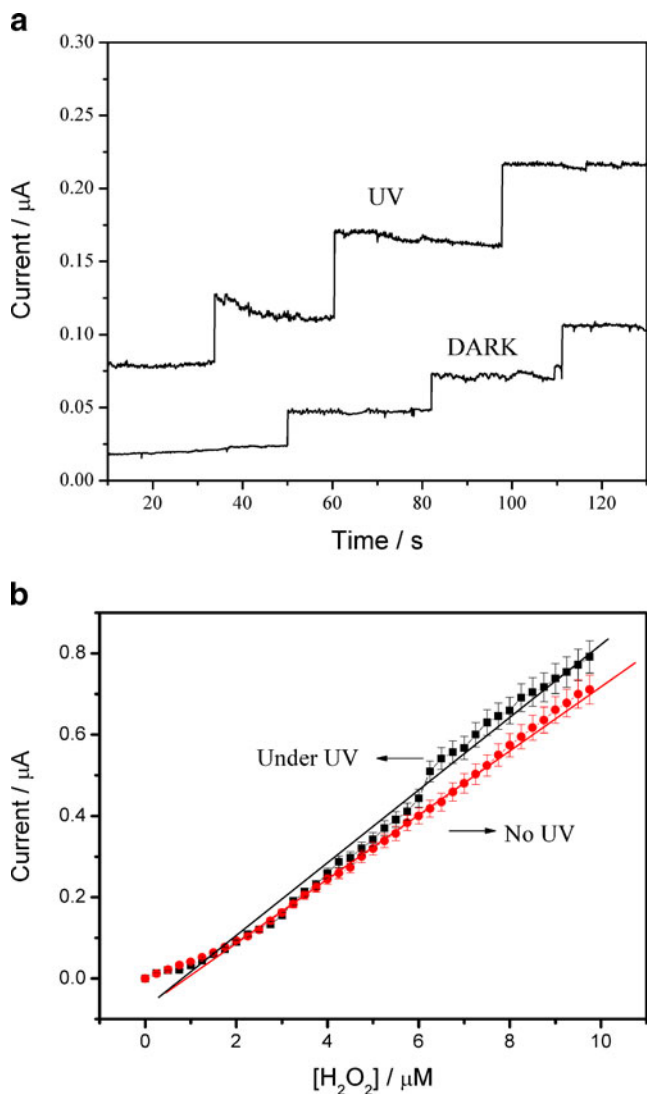 a
0.30
0.25
0.20
0.15
0.10
0.05
0.00
Current / μA
UV
DARK
20 40 60 80 100 120
Time / s
b
0.8
0.6
0.4
0.2
0.0
Current / μA
Under UV
No UV
0 2 4 6 8 10
[H₂O₂] / μM